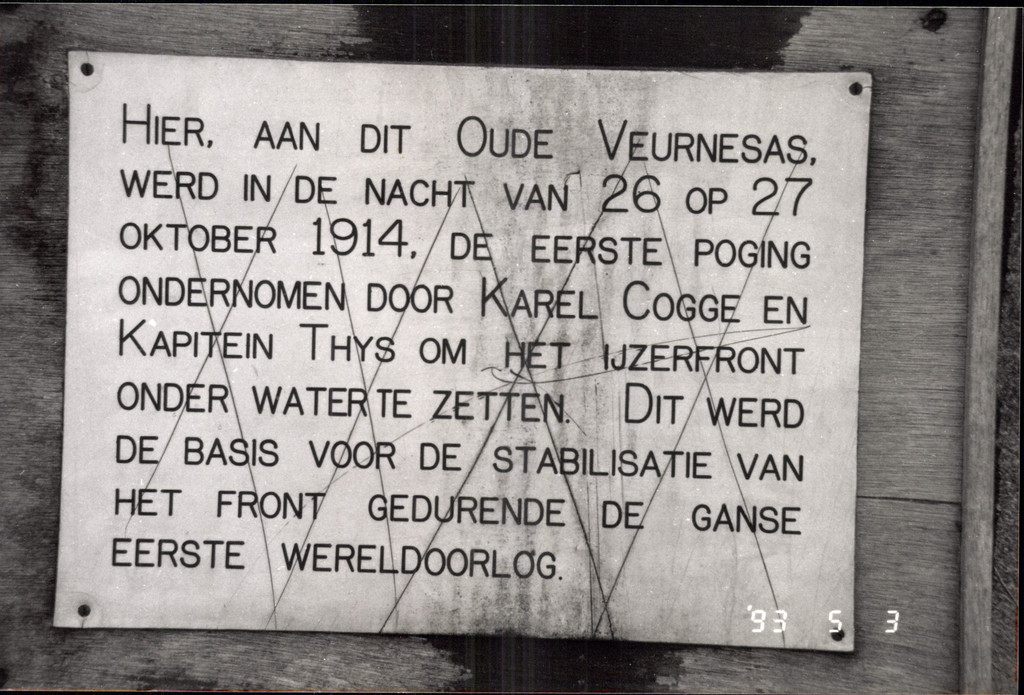 HIER, AAN DIT OUDE VEURNESAS,
WERD IN DE NACHT VAN 26 OP 27
OKTOBER 1914, DE EERSTE POGING
ONDERNOMEN DOOR KAREL COGGE EN
KAPITEIN THYS OM HET IJZERFRONT
ONDER WATER TE ZETTEN. DIT WERD
DE BASIS VOOR DE STABILISATIE VAN
HET FRONT GEDURENDE DE GANSE
EERSTE WERELDOORLOG.
'93 5 3